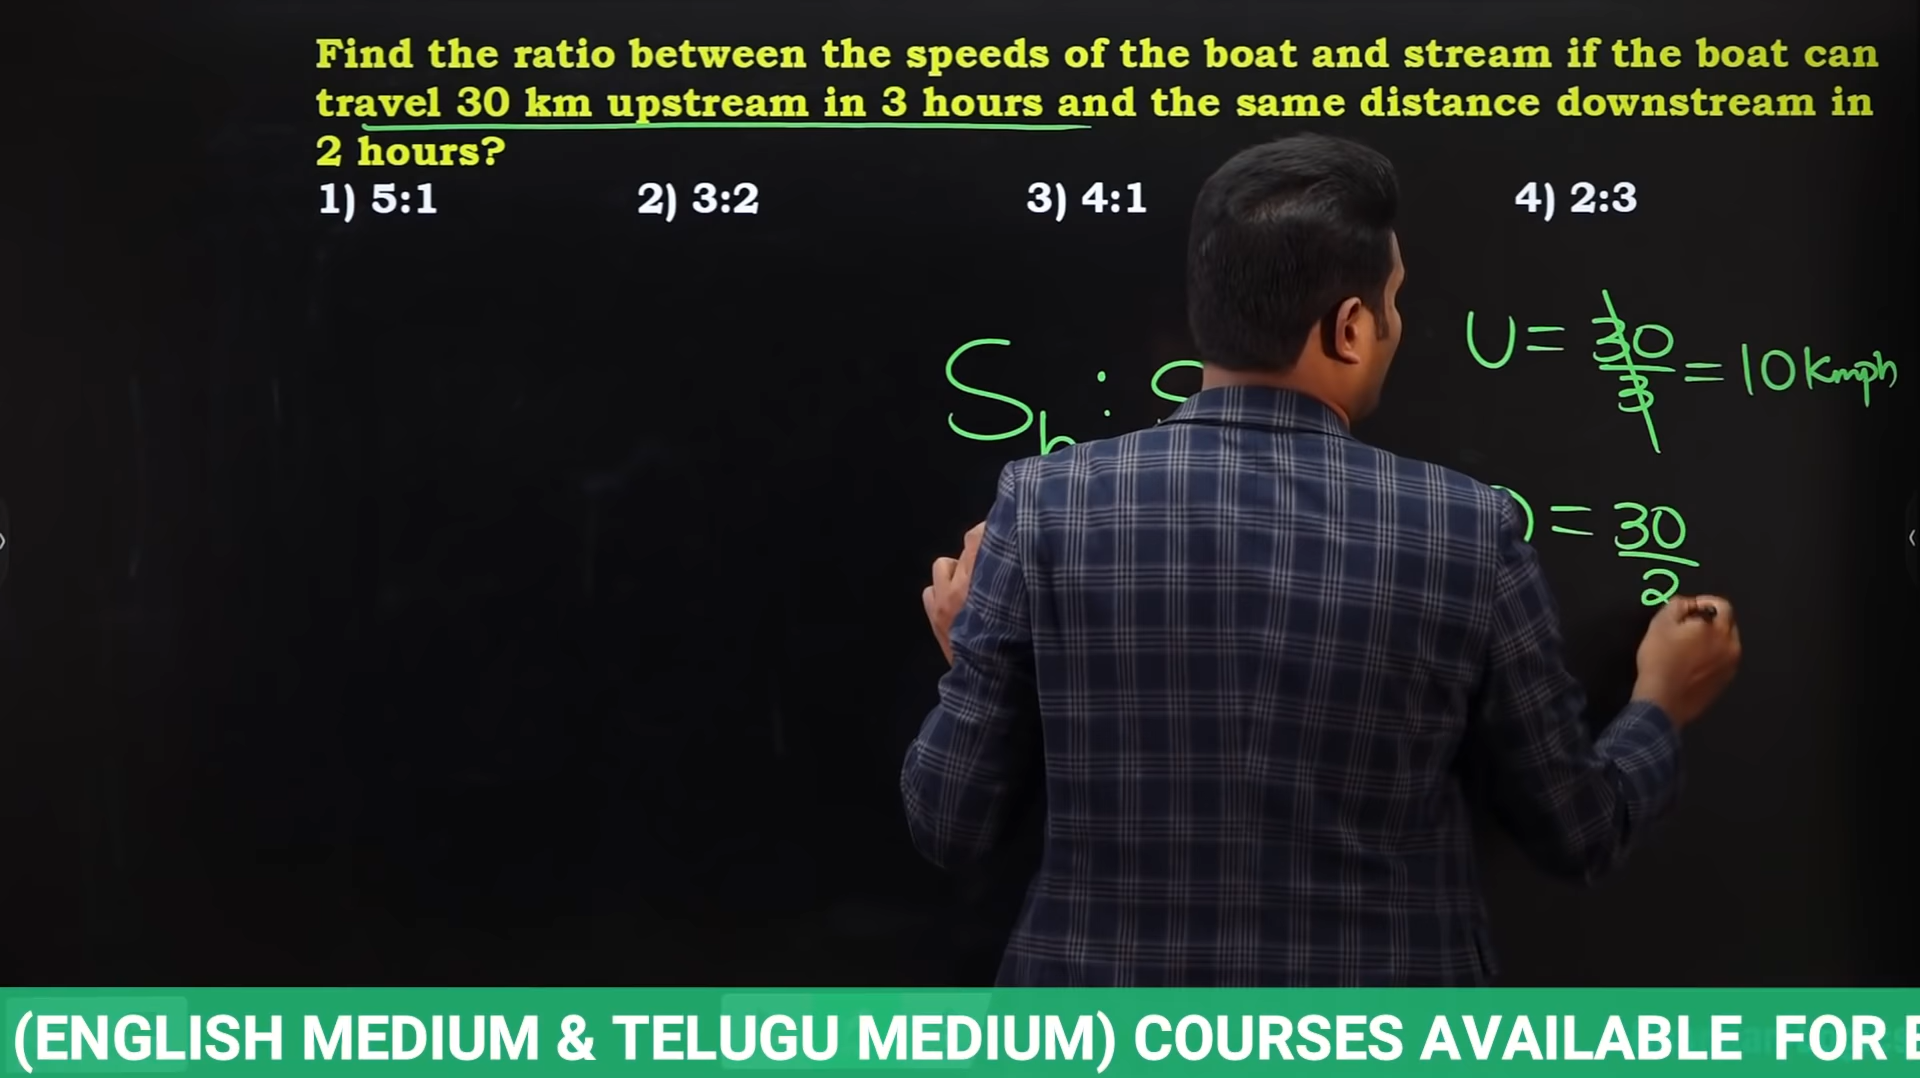 Find the ratio between the speeds of the boat and stream if the boat can
travel 30 km upstream in 3 hours and the same distance downstream in
2 hours?
1) 5:1 2) 3:2 3) 4:1 4) 2:3
U = 30/3 = 10 Kmph
S_b : S
D = 30/2
(ENGLISH MEDIUM & TELUGU MEDIUM) COURSES AVAILABLE FOR